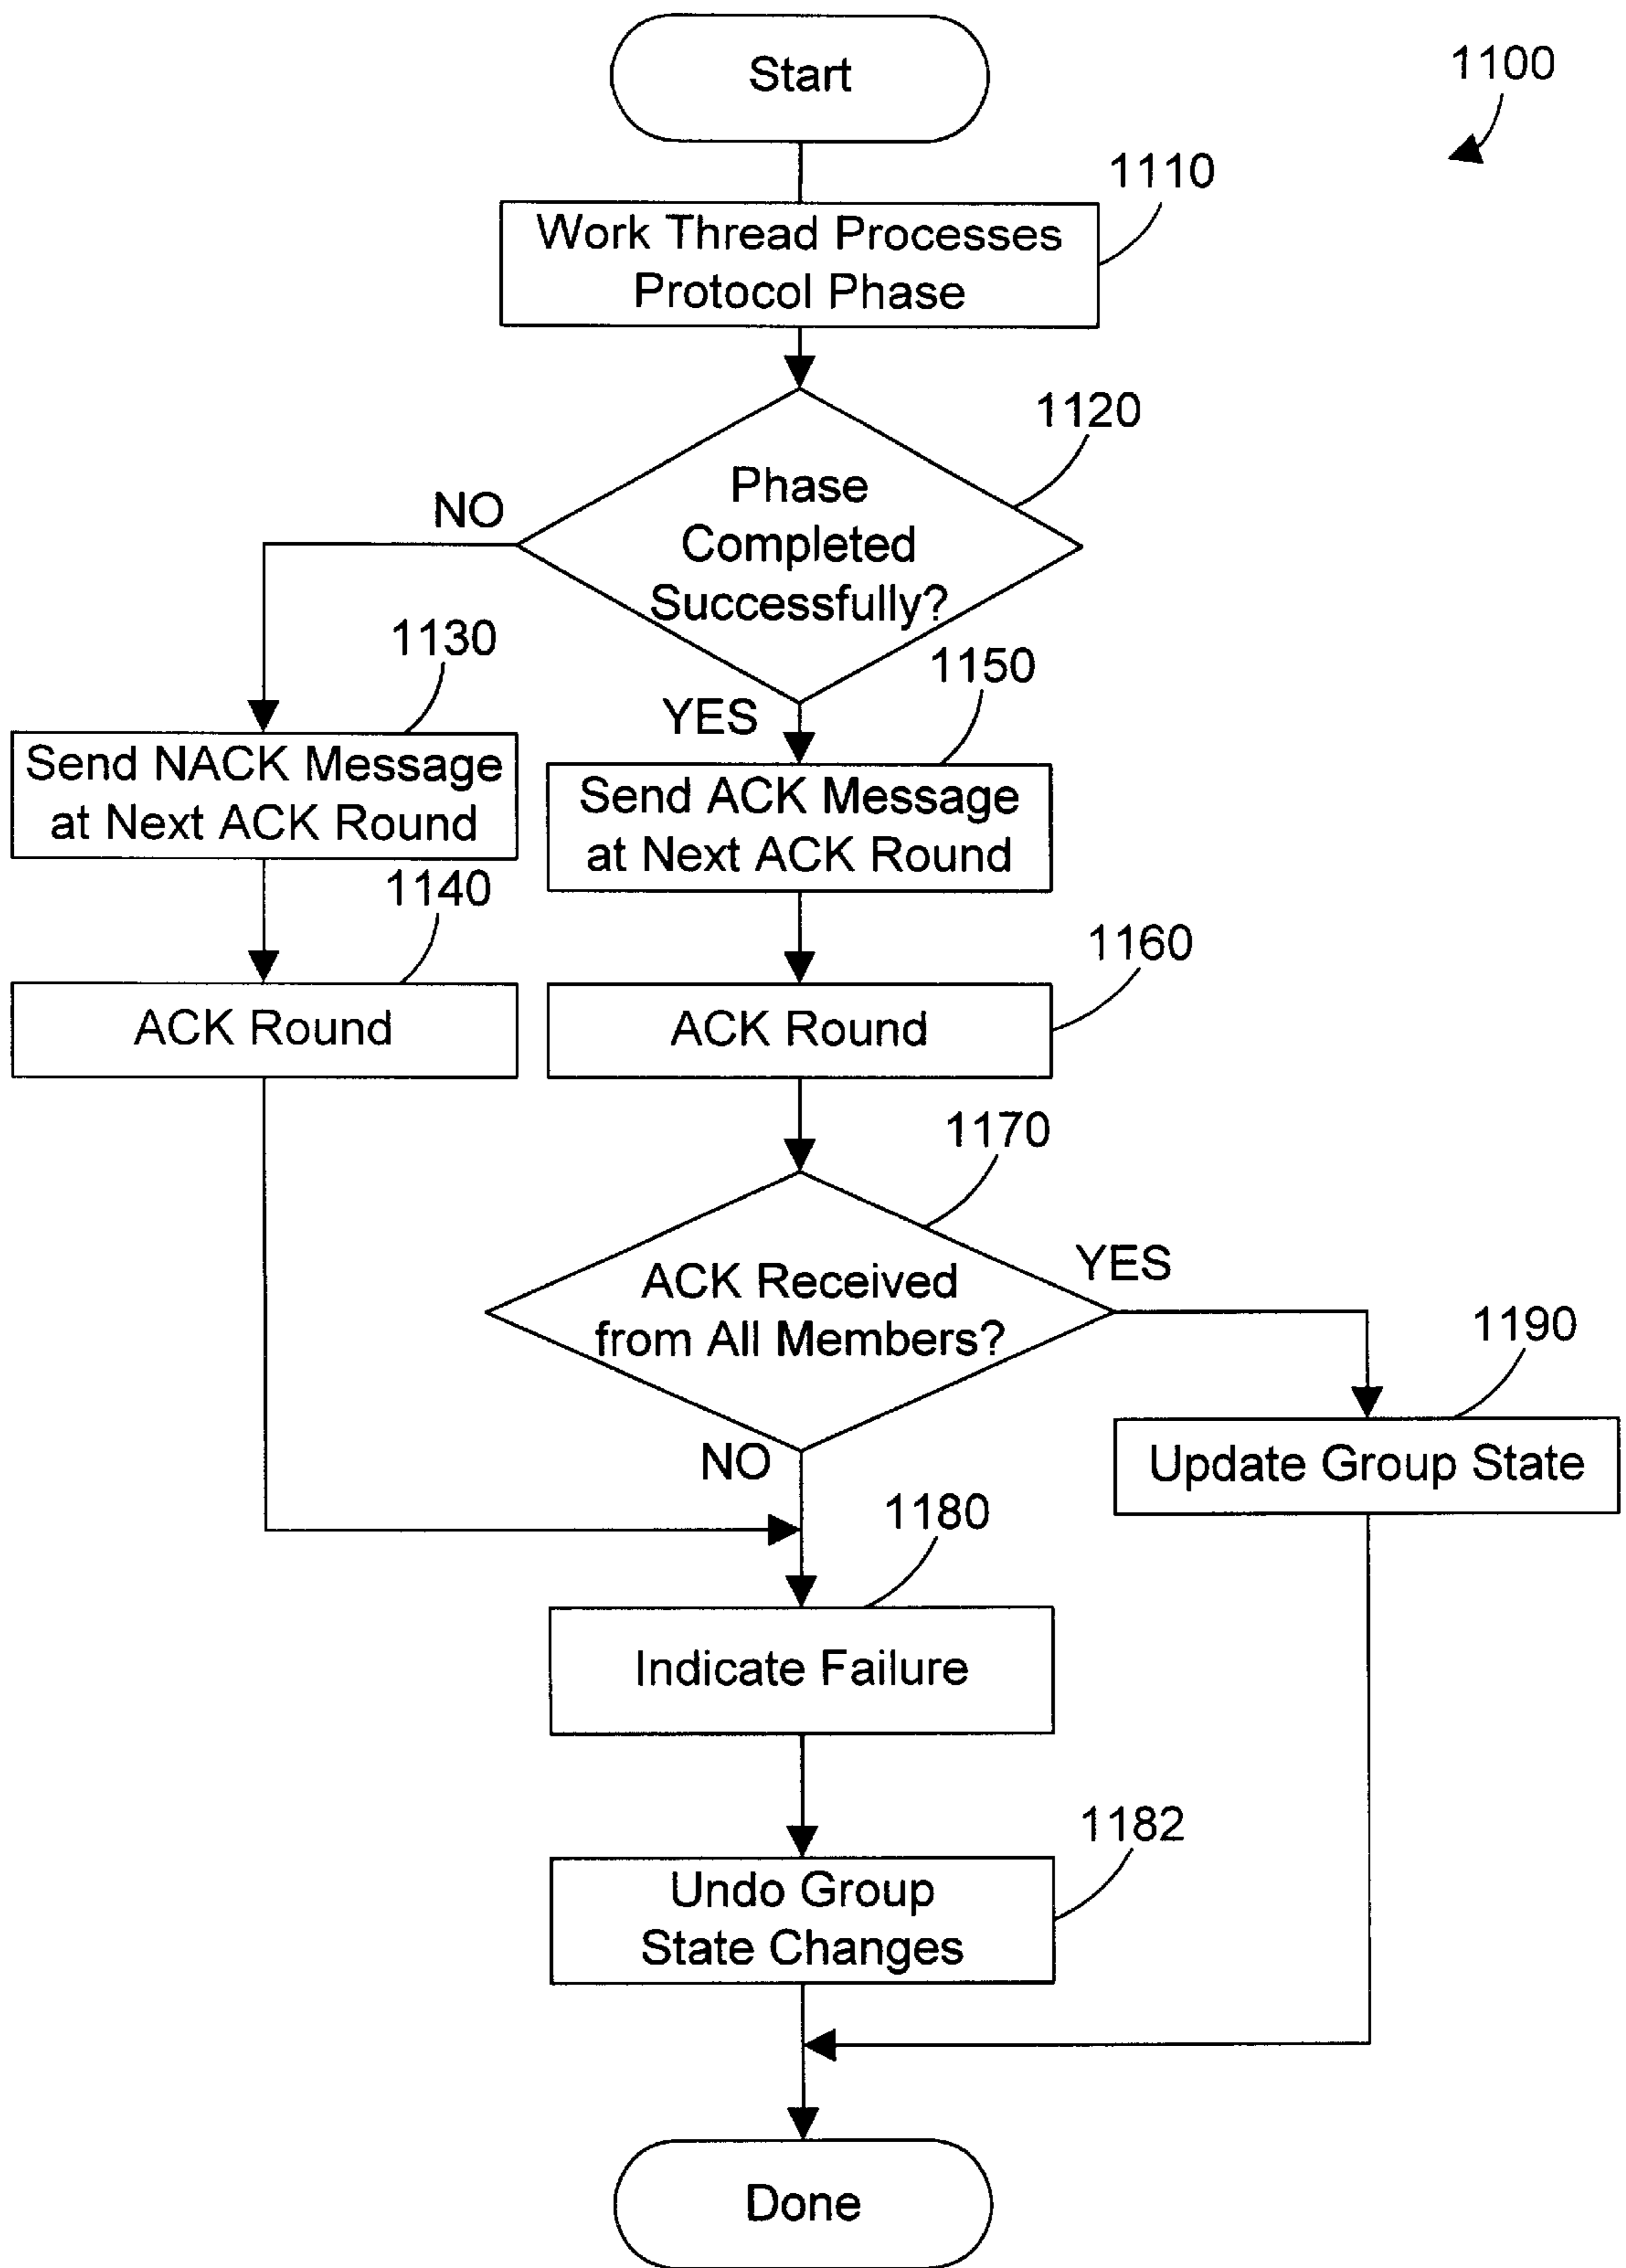 Start
1100
1110
Work Thread Processes
Protocol Phase
1120
Phase
Completed
Successfully?
NO
YES
1130
Send NACK Message
at Next ACK Round
1150
Send ACK Message
at Next ACK Round
1140
ACK Round
1160
ACK Round
1170
ACK Received
from All Members?
YES
NO
1190
Update Group State
1180
Indicate Failure
1182
Undo Group
State Changes
Done